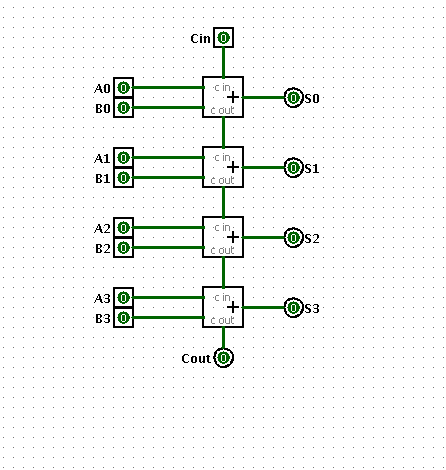 Cin 0
A0 0 c in
+ 0 S0
B0 0 c out
A1 0 c in
+ 0 S1
B1 0 c out
A2 0 c in
+ 0 S2
B2 0 c out
A3 0 c in
+ 0 S3
B3 0 c out
Cout 0